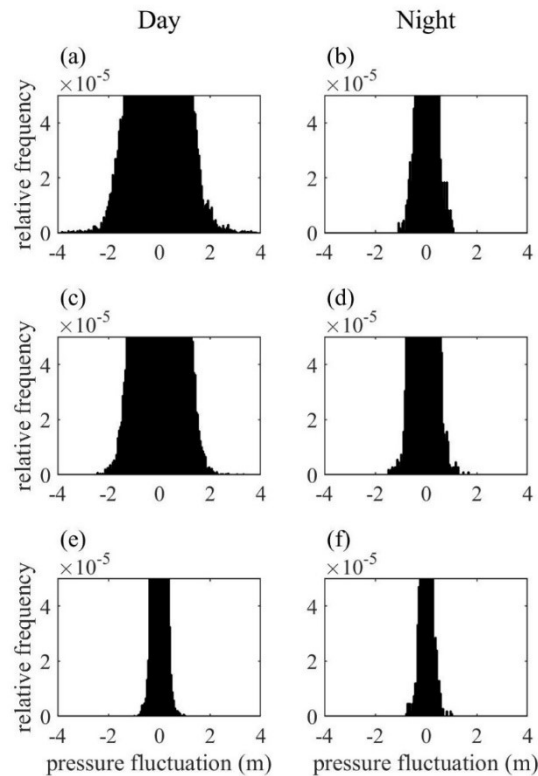 Day Night
(a) (b)
×10-5 ×10-5
relative frequency
4 4
2 2
0 0
-4 -2 0 2 4 -4 -2 0 2 4
(c) (d)
×10-5 ×10-5
relative frequency
4 4
2 2
0 0
-4 -2 0 2 4 -4 -2 0 2 4
(e) (f)
×10-5 ×10-5
relative frequency
4 4
2 2
0 0
-4 -2 0 2 4 -4 -2 0 2 4
pressure fluctuation (m) pressure fluctuation (m)